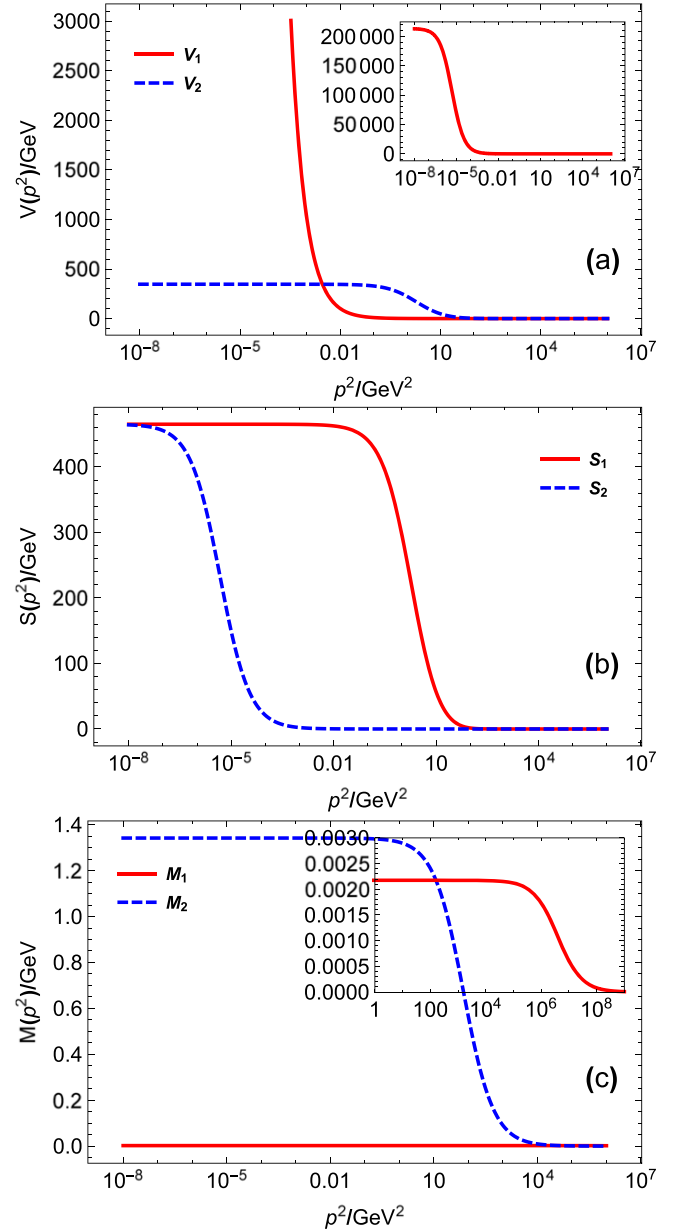 V(p²)/GeV
3000
2500
2000
1500
1000
500
0
V₁
V₂
200 000
150 000
100 000
50 000
0
10⁻⁸ 10⁻⁵ 0.01 10 10⁴ 10⁷
(a)
10⁻⁸ 10⁻⁵ 0.01 10 10⁴ 10⁷
p²/GeV²
S(p²)/GeV
400
300
200
100
0
S₁
S₂
(b)
10⁻⁸ 10⁻⁵ 0.01 10 10⁴ 10⁷
p²/GeV²
M(p²)/GeV
1.4
1.2
1.0
0.8
0.6
0.4
0.2
0.0
M₁
M₂
0.0030
0.0025
0.0020
0.0015
0.0010
0.0005
0.0000
1 100 10⁴ 10⁶ 10⁸
(c)
10⁻⁸ 10⁻⁵ 0.01 10 10⁴ 10⁷
p²/GeV²